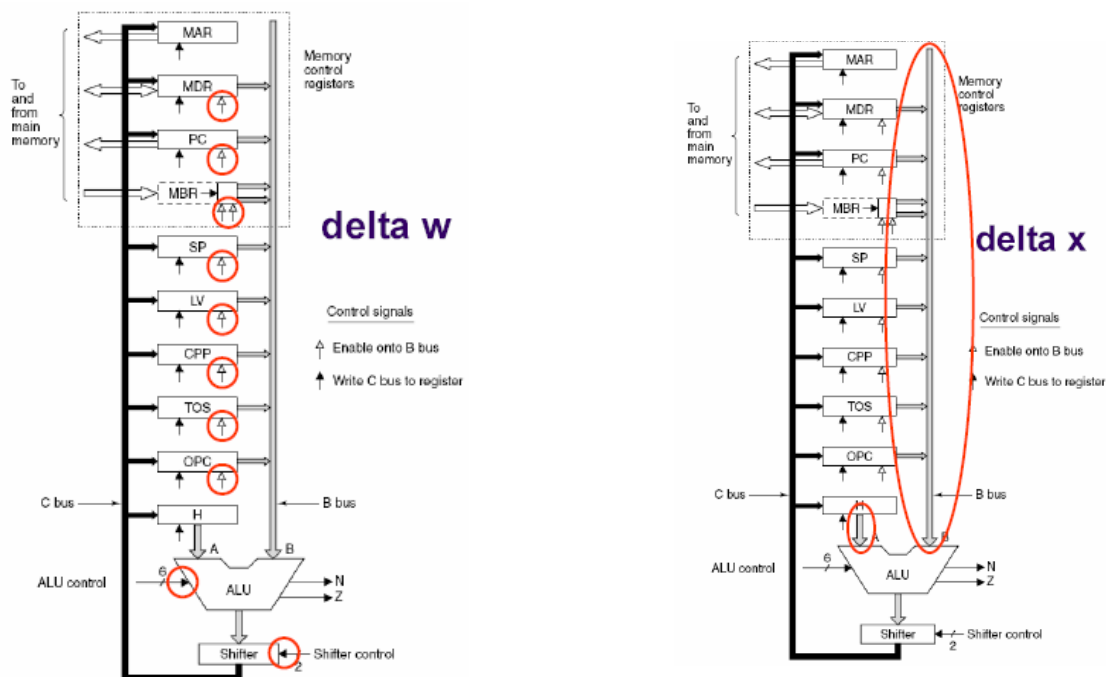 MAR
Memory
control
registers
To
and
from
main
memory
MDR
PC
MBR
delta w
SP
LV
Control signals
CPP
Enable onto B bus
Write C bus to register
TOS
OPC
C bus
B bus
H
A
B
6
ALU control
ALU
N
Z
Shifter
Shifter control
2
MAR
Memory
control
registers
To
and
from
main
memory
MDR
PC
MBR
delta x
SP
LV
Control signals
CPP
Enable onto B bus
Write C bus to register
TOS
OPC
C bus
B bus
H
A
B
6
ALU control
ALU
N
Z
Shifter
Shifter control
2